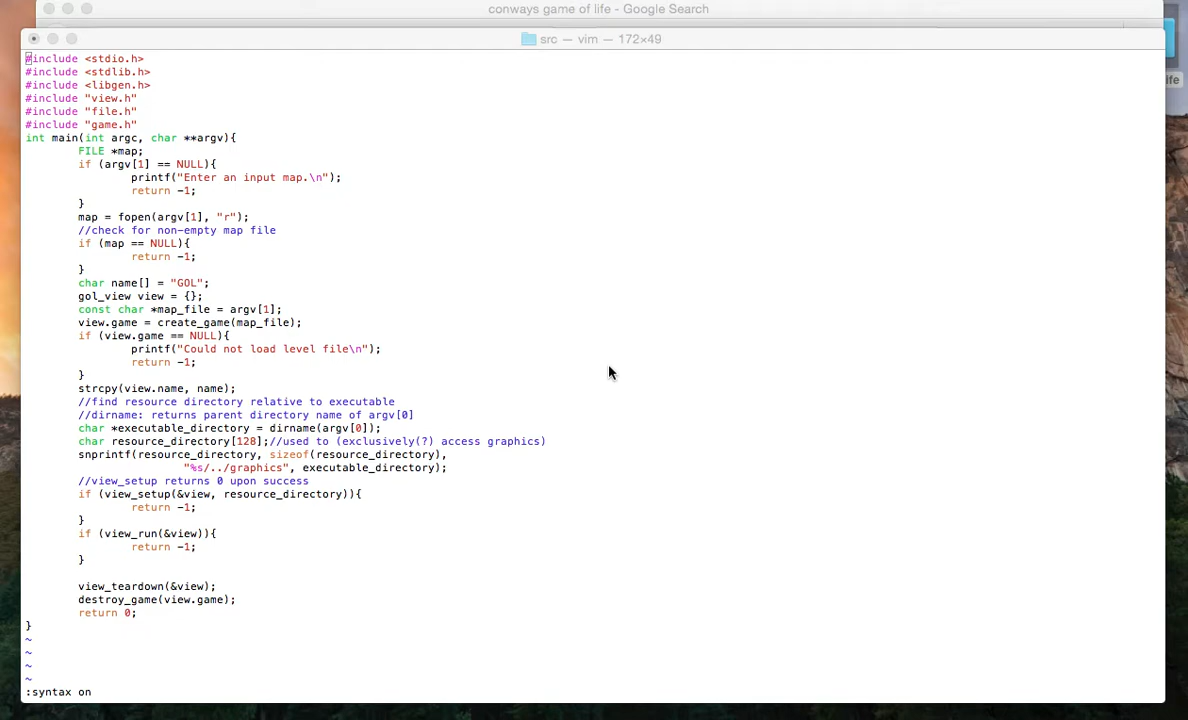 conways game of life - Google Search
src — vim — 172×49
#include <stdio.h>
#include <stdlib.h>
#include <libgen.h>
#include "view.h"
#include "file.h"
#include "game.h"
int main(int argc, char **argv){
        FILE *map;
        if (argv[1] == NULL){
                printf("Enter an input map.\n");
                return -1;
        }
        map = fopen(argv[1], "r");
        //check for non-empty map file
        if (map == NULL){
                return -1;
        }
        char name[] = "GOL";
        gol_view view = {};
        const char *map_file = argv[1];
        view.game = create_game(map_file);
        if (view.game == NULL){
                printf("Could not load level file\n");
                return -1;
        }
        strcpy(view.name, name);
        //find resource directory relative to executable
        //dirname: returns parent directory name of argv[0]
        char *executable_directory = dirname(argv[0]);
        char resource_directory[128];//used to (exclusively(?) access graphics)
        snprintf(resource_directory, sizeof(resource_directory),
                        "%s/../graphics", executable_directory);
        //view_setup returns 0 upon success
        if (view_setup(&view, resource_directory)){
                return -1;
        }
        if (view_run(&view)){
                return -1;
        }
        view_teardown(&view);
        destroy_game(view.game);
        return 0;
}
~
~
~
~
:syntax on
ife